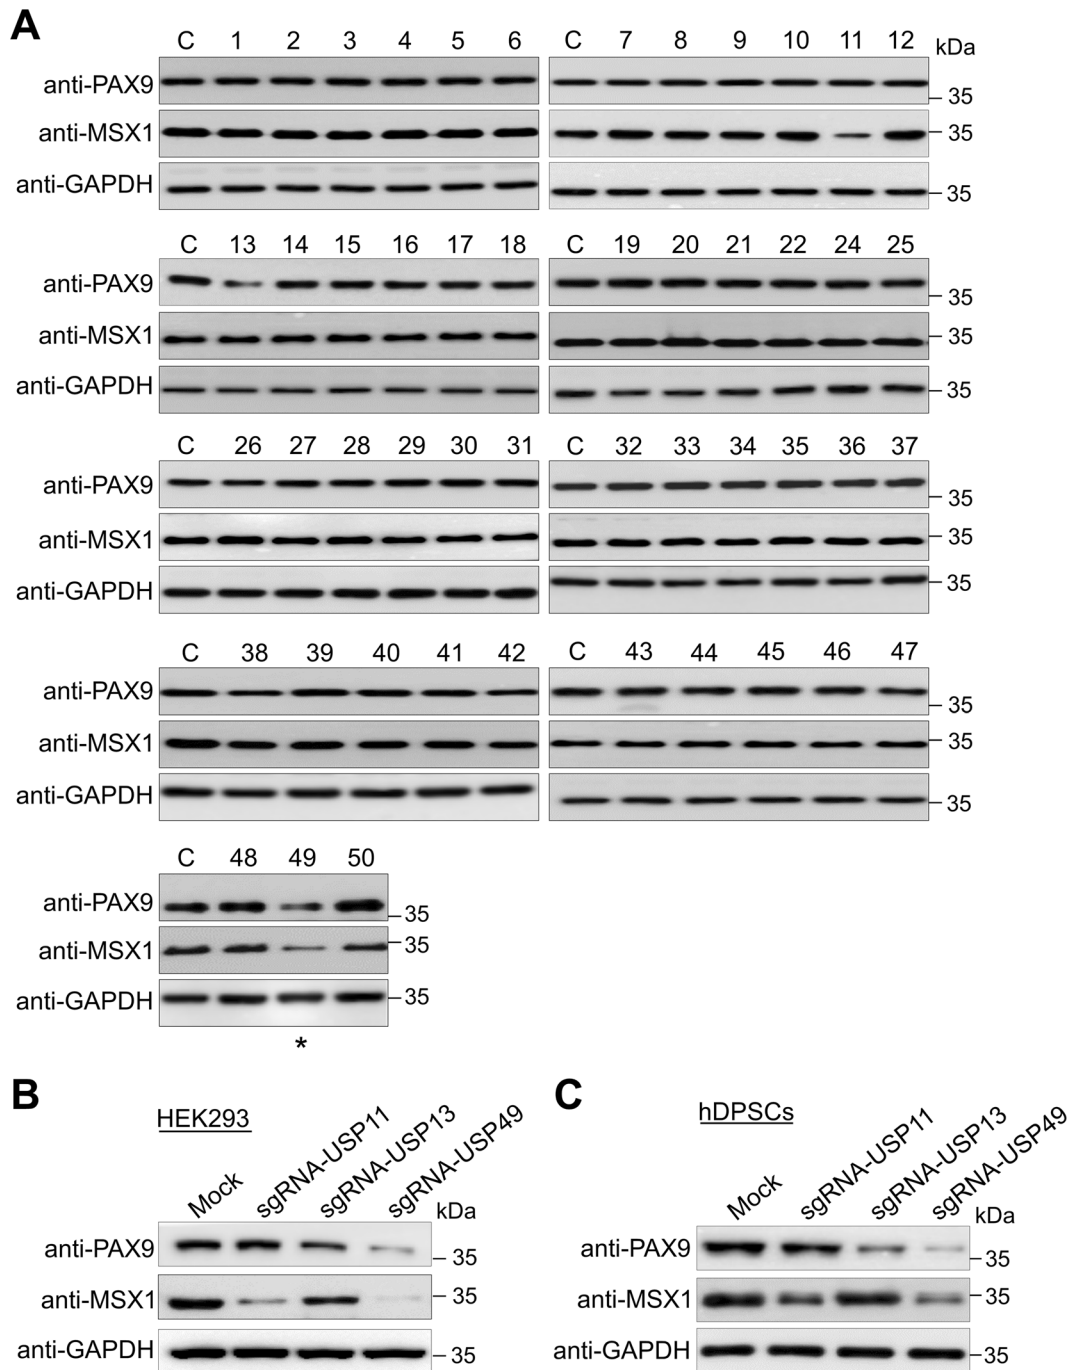 A
C 1 2 3 4 5 6 C 7 8 9 10 11 12 kDa
anti-PAX9 35
anti-MSX1 35
anti-GAPDH 35
C 13 14 15 16 17 18 C 19 20 21 22 24 25
anti-PAX9 35
anti-MSX1 35
anti-GAPDH 35
C 26 27 28 29 30 31 C 32 33 34 35 36 37
anti-PAX9 35
anti-MSX1 35
anti-GAPDH 35
C 38 39 40 41 42 C 43 44 45 46 47
anti-PAX9 35
anti-MSX1 35
anti-GAPDH 35
C 48 49 50
anti-PAX9 35
anti-MSX1 35
anti-GAPDH 35
*
B
HEK293
Mock
sgRNA-USP11
sgRNA-USP13
sgRNA-USP49
kDa
anti-PAX9 35
anti-MSX1 35
anti-GAPDH 35
C
hDPSCs
Mock
sgRNA-USP11
sgRNA-USP13
sgRNA-USP49
kDa
anti-PAX9 35
anti-MSX1 35
anti-GAPDH 35